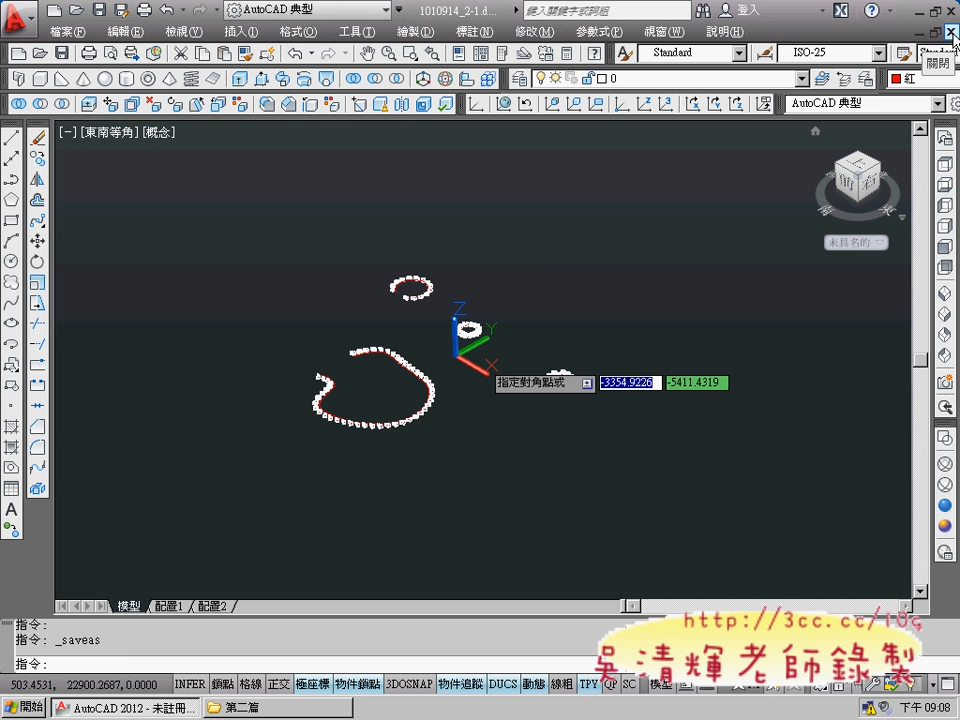 AutoCAD 典型
1010914_2-1.d...
鍵入關鍵字或詞組
登入
檔案(F)
編輯(E)
檢視(V)
插入(I)
格式(O)
工具(T)
繪製(D)
標註(N)
修改(M)
參數式(P)
視窗(W)
說明(H)
關閉
Standard
ISO-25
Standard
0
紅
AutoCAD 典型
[-] [東南等角] [概念]
上
前
右
南
東
未具名的
Z
Y
X
指定對角點或
-3354.9226
-5411.4319
模型
配置1
配置2
指令:
指令: _saveas
指令:
http://3cc.cc/10q
吳清輝老師錄製
503.4531, 22900.2687, 0.0000
INFER
鎖點
格線
正交
極座標
物件鎖點
3DOSNAP
物件追蹤
DUCS
動態
線粗
TPY
QP
SC
模型
開始
AutoCAD 2012 - 未註冊...
第二篇
下午 09:08